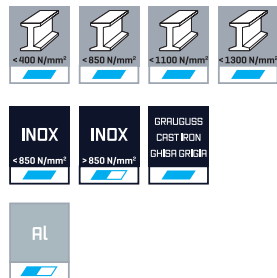 <400 N/mm² <850 N/mm² <1100 N/mm² <1300 N/mm²
INOX
<850 N/mm²
INOX
>850 N/mm²
GRAUGUSS
CAST IRON
GHISA GRIGIA
Al